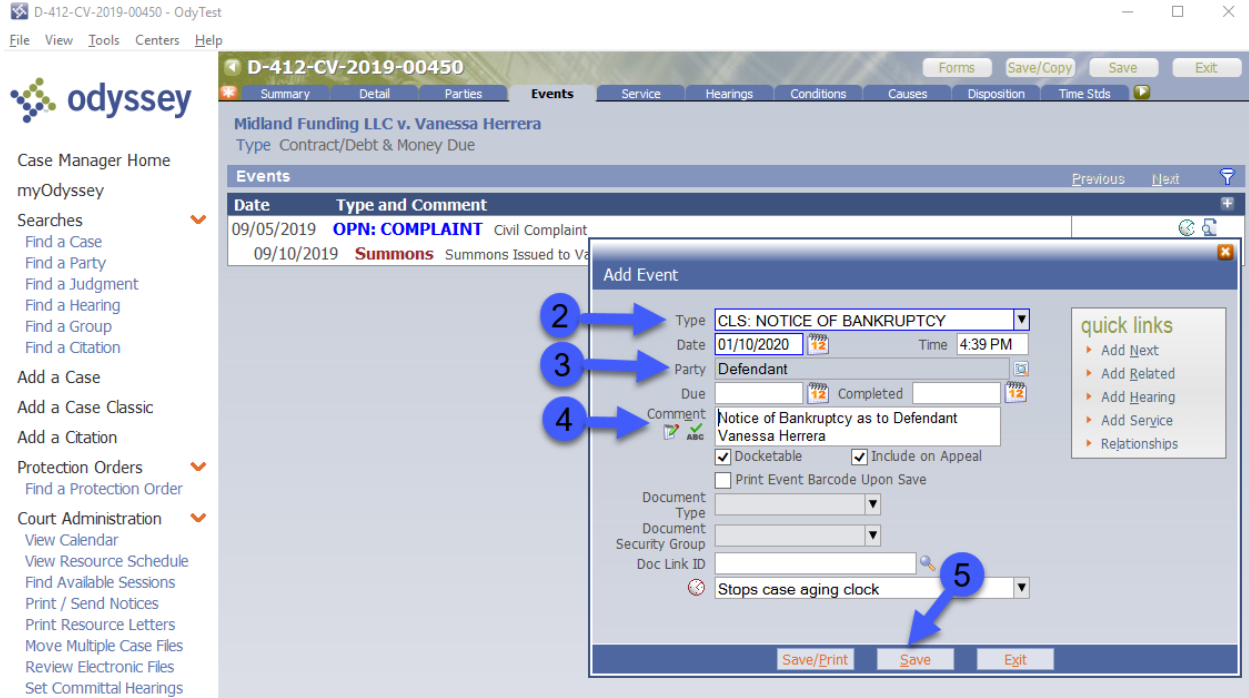 D-412-CV-2019-00450 - OdyTest
File View Tools Centers Help
odyssey
Case Manager Home
myOdyssey
Searches
Find a Case
Find a Party
Find a Judgment
Find a Hearing
Find a Group
Find a Citation
Add a Case
Add a Case Classic
Add a Citation
Protection Orders
Find a Protection Order
Court Administration
View Calendar
View Resource Schedule
Find Available Sessions
Print / Send Notices
Print Resource Letters
Move Multiple Case Files
Review Electronic Files
Set Committal Hearings
D-412-CV-2019-00450 Forms Save/Copy Save Exit
Summary Detail Parties Events Service Hearings Conditions Causes Disposition Time Stds
Midland Funding LLC v. Vanessa Herrera
Type Contract/Debt & Money Due
Events Previous Next
Date Type and Comment
09/05/2019 OPN: COMPLAINT Civil Complaint
09/10/2019 Summons Summons Issued to Va
Add Event
2 Type CLS: NOTICE OF BANKRUPTCY
Date 01/10/2020 12 Time 4:39 PM
3 Party Defendant
Due 12 Completed 12
4 Comment Notice of Bankruptcy as to Defendant
ABC Vanessa Herrera
Docketable Include on Appeal
Print Event Barcode Upon Save
Document
Type
Document
Security Group
Doc Link ID
Stops case aging clock
5
Save/Print Save Exit
quick links
Add Next
Add Related
Add Hearing
Add Service
Relationships